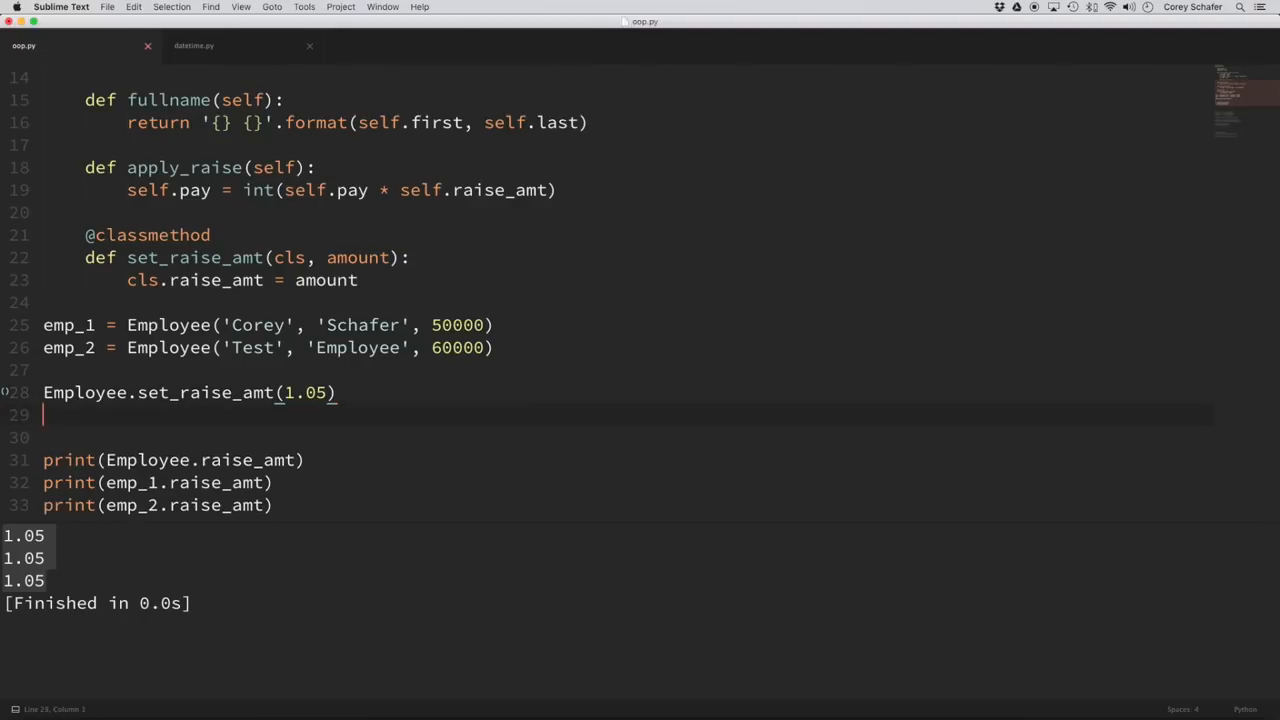 Sublime Text File Edit Selection Find View Goto Tools Project Window Help Corey Schafer
oop.py
oop.py datetime.py
14
15 def fullname(self):
16 return '{} {}'.format(self.first, self.last)
17
18 def apply_raise(self):
19 self.pay = int(self.pay * self.raise_amt)
20
21 @classmethod
22 def set_raise_amt(cls, amount):
23 cls.raise_amt = amount
24
25 emp_1 = Employee('Corey', 'Schafer', 50000)
26 emp_2 = Employee('Test', 'Employee', 60000)
27
28 Employee.set_raise_amt(1.05)
29
30
31 print(Employee.raise_amt)
32 print(emp_1.raise_amt)
33 print(emp_2.raise_amt)
1.05
1.05
1.05
[Finished in 0.0s]
Line 29, Column 1 Spaces: 4 Python